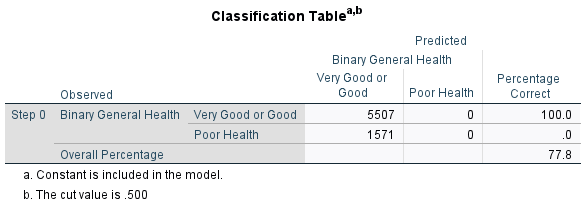 Classification Tablea,b
Predicted
Binary General Health
Observed Very Good or Good Poor Health Percentage Correct
Step 0 Binary General Health Very Good or Good 5507 0 100.0
Poor Health 1571 0 .0
Overall Percentage 77.8
a. Constant is included in the model.
b. The cut value is .500